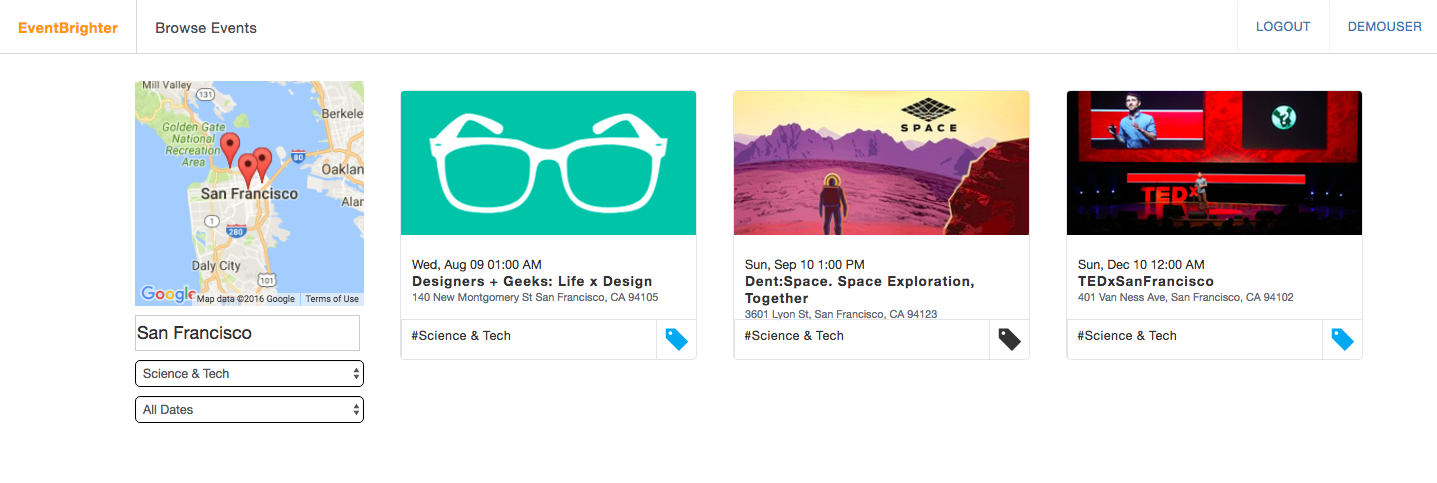 EventBrighter
Browse Events
LOGOUT
DEMOUSER
Mill Valley
131
Golden Gate
National
Recreation
Area
Berkele
80
Oaklan
San Francisco
Alar
1
280
Daly City
101
Google
Map data ©2016 Google
Terms of Use
San Francisco
Science & Tech
All Dates
Wed, Aug 09 01:00 AM
Designers + Geeks: Life x Design
140 New Montgomery St San Francisco, CA 94105
#Science & Tech
SPACE
Sun, Sep 10 1:00 PM
Dent:Space. Space Exploration,
Together
3601 Lyon St, San Francisco, CA 94123
#Science & Tech
TEDx
Sun, Dec 10 12:00 AM
TEDxSanFrancisco
401 Van Ness Ave, San Francisco, CA 94102
#Science & Tech